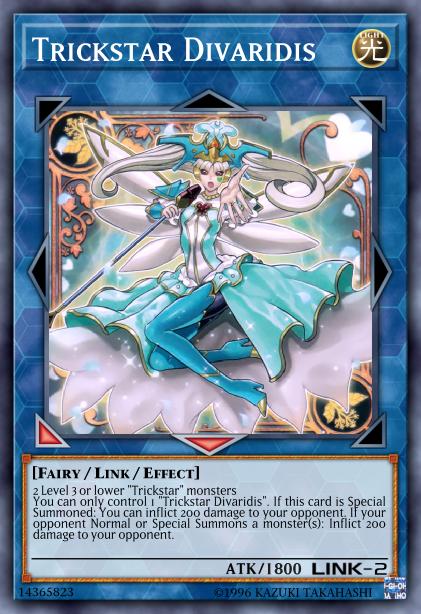 Trickstar Divaridis
LIGHT
光
[Fairy / Link / Effect]
2 Level 3 or lower "Trickstar" monsters
You can only control 1 "Trickstar Divaridis". If this card is Special
Summoned: You can inflict 200 damage to your opponent. If your
opponent Normal or Special Summons a monster(s): Inflict 200
damage to your opponent.
ATK/1800 LINK-2
14365823 ©1996 KAZUKI TAKAHASHI